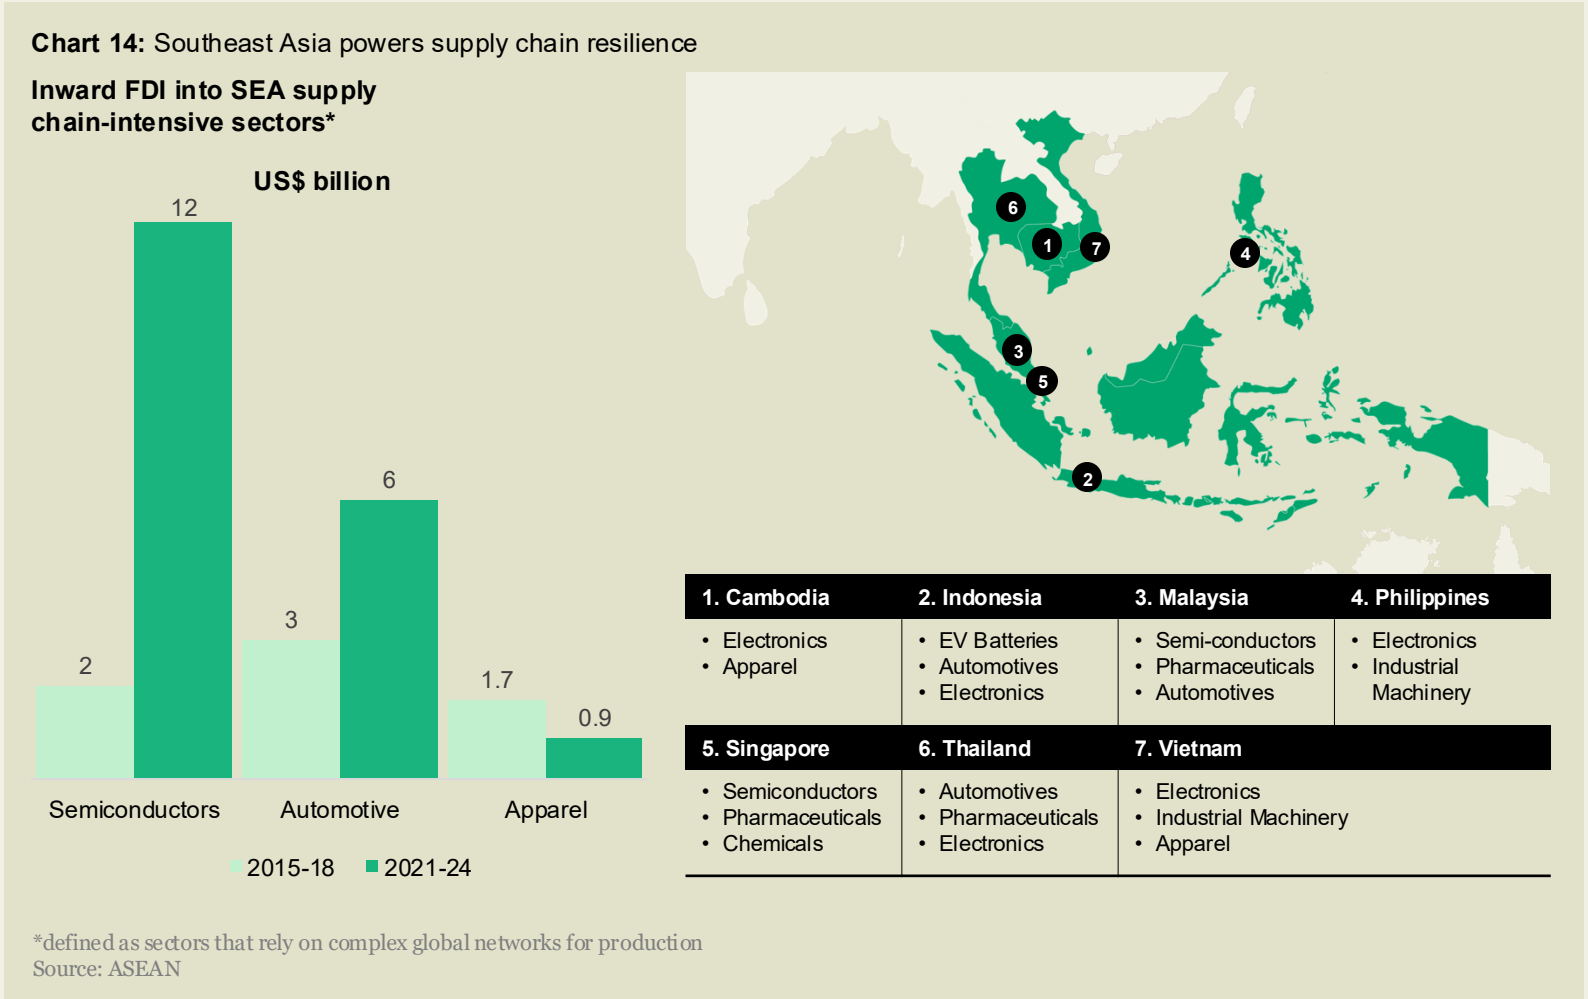 Chart 14: Southeast Asia powers supply chain resilience
Inward FDI into SEA supply
chain-intensive sectors*
US$ billion
12
6
3
2
1.7
0.9
Semiconductors
Automotive
Apparel
2015-18
2021-24
6
1
7
4
3
5
2
1. Cambodia
• Electronics
• Apparel
2. Indonesia
• EV Batteries
• Automotives
• Electronics
3. Malaysia
• Semi-conductors
• Pharmaceuticals
• Automotives
4. Philippines
• Electronics
• Industrial
Machinery
5. Singapore
• Semiconductors
• Pharmaceuticals
• Chemicals
6. Thailand
• Automotives
• Pharmaceuticals
• Electronics
7. Vietnam
• Electronics
• Industrial Machinery
• Apparel
*defined as sectors that rely on complex global networks for production
Source: ASEAN